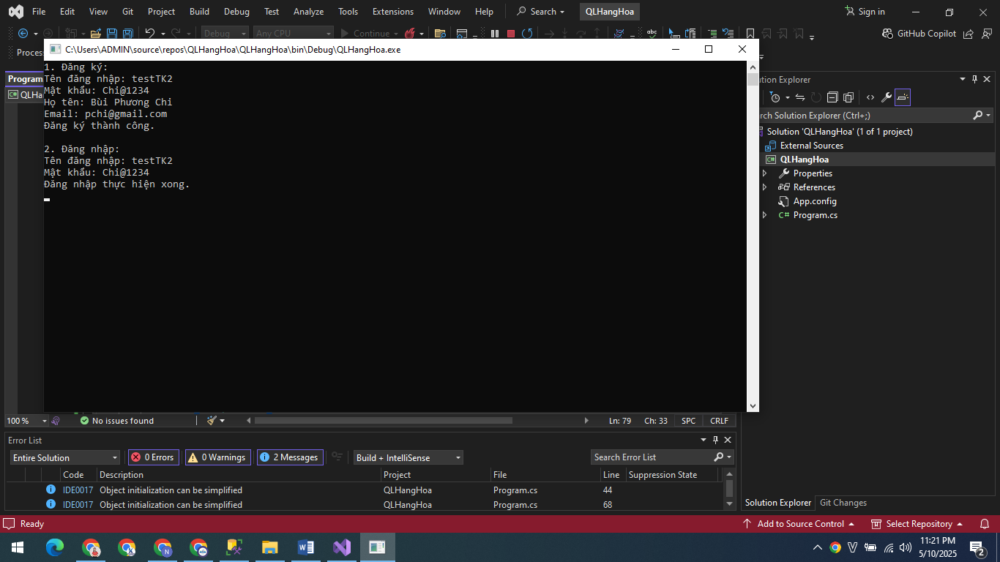 File Edit View Git Project Build Debug Test Analyze Tools Extensions Window Help Search QLHangHoa Sign in
Debug Any CPU Continue GitHub Copilot
Proces
C:\Users\ADMIN\source\repos\QLHangHoa\QLHangHoa\bin\Debug\QLHangHoa.exe
1. Đăng ký:
Tên đăng nhập: testTK2
Mật khẩu: Chi@1234
Họ tên: Bùi Phương Chi
Email: pchi@gmail.com
Đăng ký thành công.
2. Đăng nhập:
Tên đăng nhập: testTK2
Mật khẩu: Chi@1234
Đăng nhập thực hiện xong.
Program
QLHa
ution Explorer
rch Solution Explorer (Ctrl+;)
Solution 'QLHangHoa' (1 of 1 project)
External Sources
QLHangHoa
Properties
References
App.config
Program.cs
100 % No issues found Ln: 79 Ch: 33 SPC CRLF
Error List
Entire Solution 0 Errors 0 Warnings 2 Messages Build + IntelliSense Search Error List
Code Description Project File Line Suppression State
IDE0017 Object initialization can be simplified QLHangHoa Program.cs 44
IDE0017 Object initialization can be simplified QLHangHoa Program.cs 68
Solution Explorer Git Changes
Ready Add to Source Control Select Repository
11:21 PM
5/10/2025
2